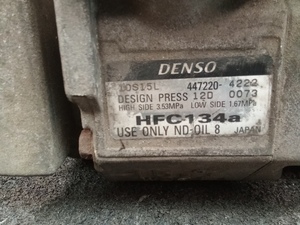 DENSO
10S15L 447220-4222
DESIGN PRESS 12D 0073
HIGH SIDE 3.53MPa LOW SIDE 1.67MPa
HFC134a
USE ONLY ND-OIL 8 JAPAN